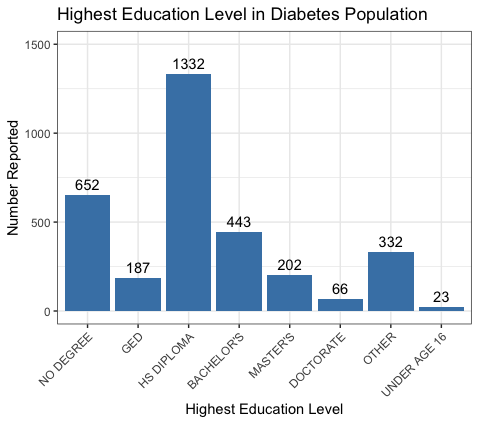 Highest Education Level in Diabetes Population
1500
1000
500
0
Number Reported
652
187
1332
443
202
66
332
23
NO DEGREE
GED
HS DIPLOMA
BACHELOR'S
MASTER'S
DOCTORATE
OTHER
UNDER AGE 16
Highest Education Level